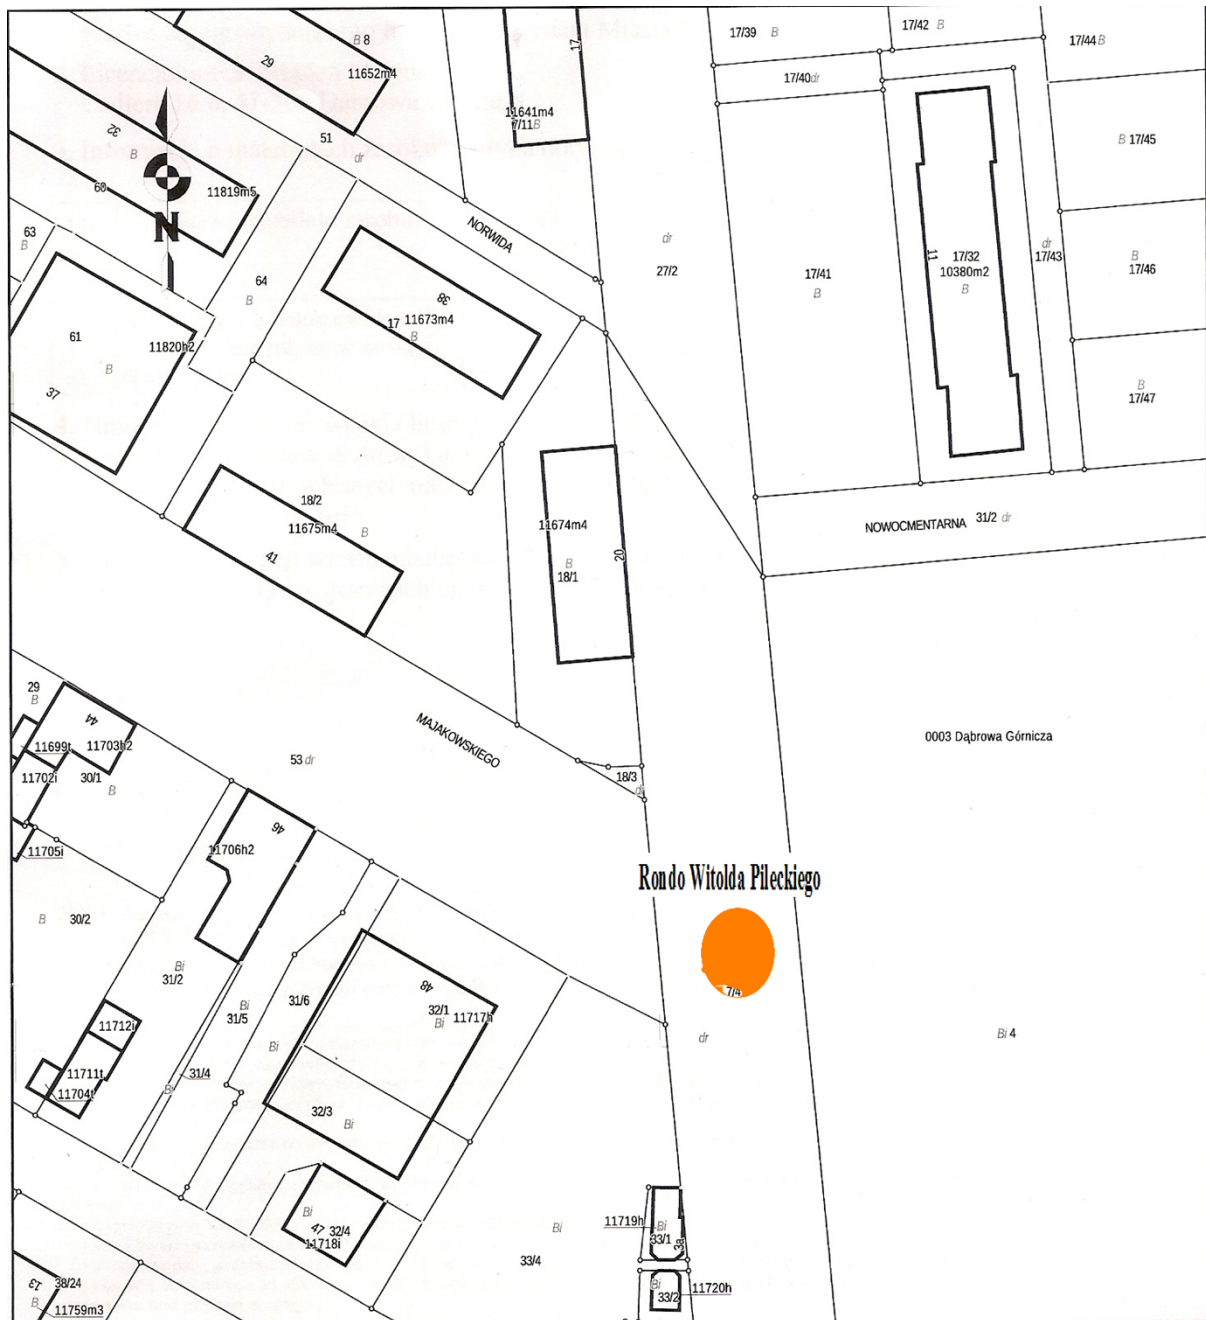 B 8
29
11652m4
17
11641m4
7/11 B
17/39 B
17/42 B
17/44 B
17/40 dr
51
dr
32
B
60
11819m5
N
B 17/45
NORWIDA
63
B
64
B
dr
27/2
17/41
B
11
17/32
10380m2
B
dr
17/43
B
17/46
38
17 11673m4
B
61
11820h2
B
37
B
17/47
18/2
11675m4 B
41
11674m4
B
18/1
20
NOWOCMENTARNA 31/2 dr
29
B
44
11699t 11703h2
11702i
30/1
B
MAJAKOWSKIEGO
53 dr
0003 Dąbrowa Górnicza
18/3
dr
46
11706h2
11705i
Rondo Witolda Pileckiego
B 30/2
Bi
31/2
Bi
31/5
31/6
48
32/1
Bi
11717h
7/4
dr
Bi 4
Bi
11712i
11711t
11704t
31/4
Bi
32/3
Bi
Bi
47 32/4
11718i
Bi
33/4
11719h
Bi
33/1
3a
Bi
33/2
11720h
13
38/24
B
11759m3